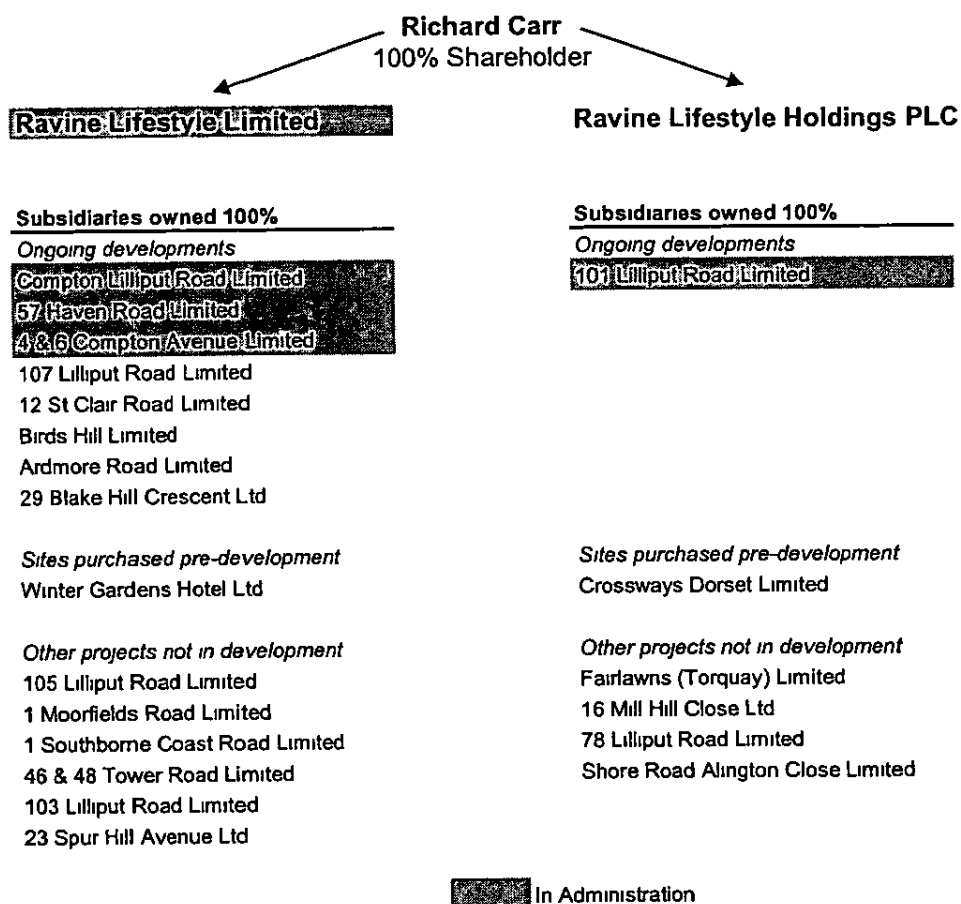 Richard Carr
100% Shareholder
Ravine Lifestyle Limited
Subsidiaries owned 100%
Ongoing developments
Compton Lilliput Road Limited
57 Haven Road Limited
4 & 6 Compton Avenue Limited
107 Lilliput Road Limited
12 St Clair Road Limited
Birds Hill Limited
Ardmore Road Limited
29 Blake Hill Crescent Ltd
Sites purchased pre-development
Winter Gardens Hotel Ltd
Other projects not in development
105 Lilliput Road Limited
1 Moorfields Road Limited
1 Southborne Coast Road Limited
46 & 48 Tower Road Limited
103 Lilliput Road Limited
23 Spur Hill Avenue Ltd
Ravine Lifestyle Holdings PLC
Subsidiaries owned 100%
Ongoing developments
101 Lilliput Road Limited
Sites purchased pre-development
Crossways Dorset Limited
Other projects not in development
Fairlawns (Torquay) Limited
16 Mill Hill Close Ltd
78 Lilliput Road Limited
Shore Road Alington Close Limited
In Administration